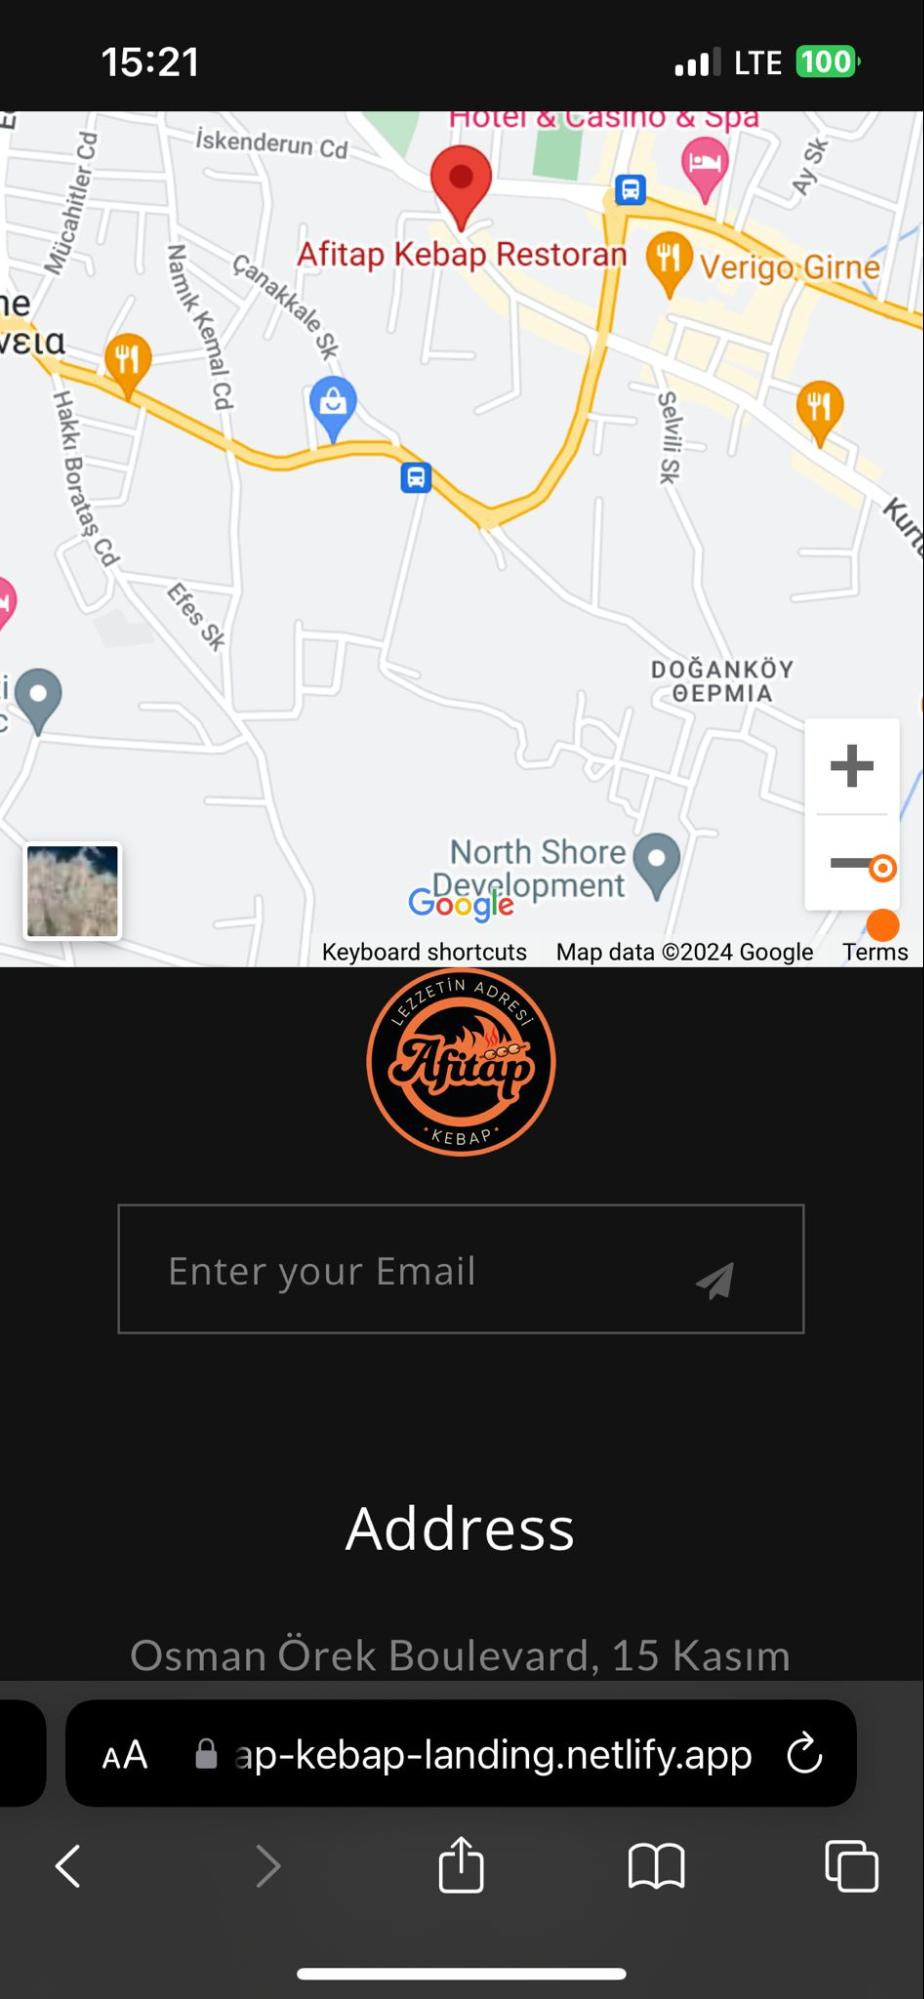 15:21
LTE 100
Hotel & Casino & Spa
İskenderun Cd
Mücahitler Cd
Ay Sk
Afitap Kebap Restoran
Verigo Girne
Çanakkale Sk
Namık Kemal Cd
Hakkı Borataş Cd
Selvili Sk
Efes Sk
DOĞANKÖY
ΘΕΡΜΙΑ
North Shore
Development
Google
Keyboard shortcuts Map data ©2024 Google Terms
LEZZETİN ADRESİ
Afitap
KEBAP
Enter your Email
Address
Osman Örek Boulevard, 15 Kasım
AA ap-kebap-landing.netlify.app